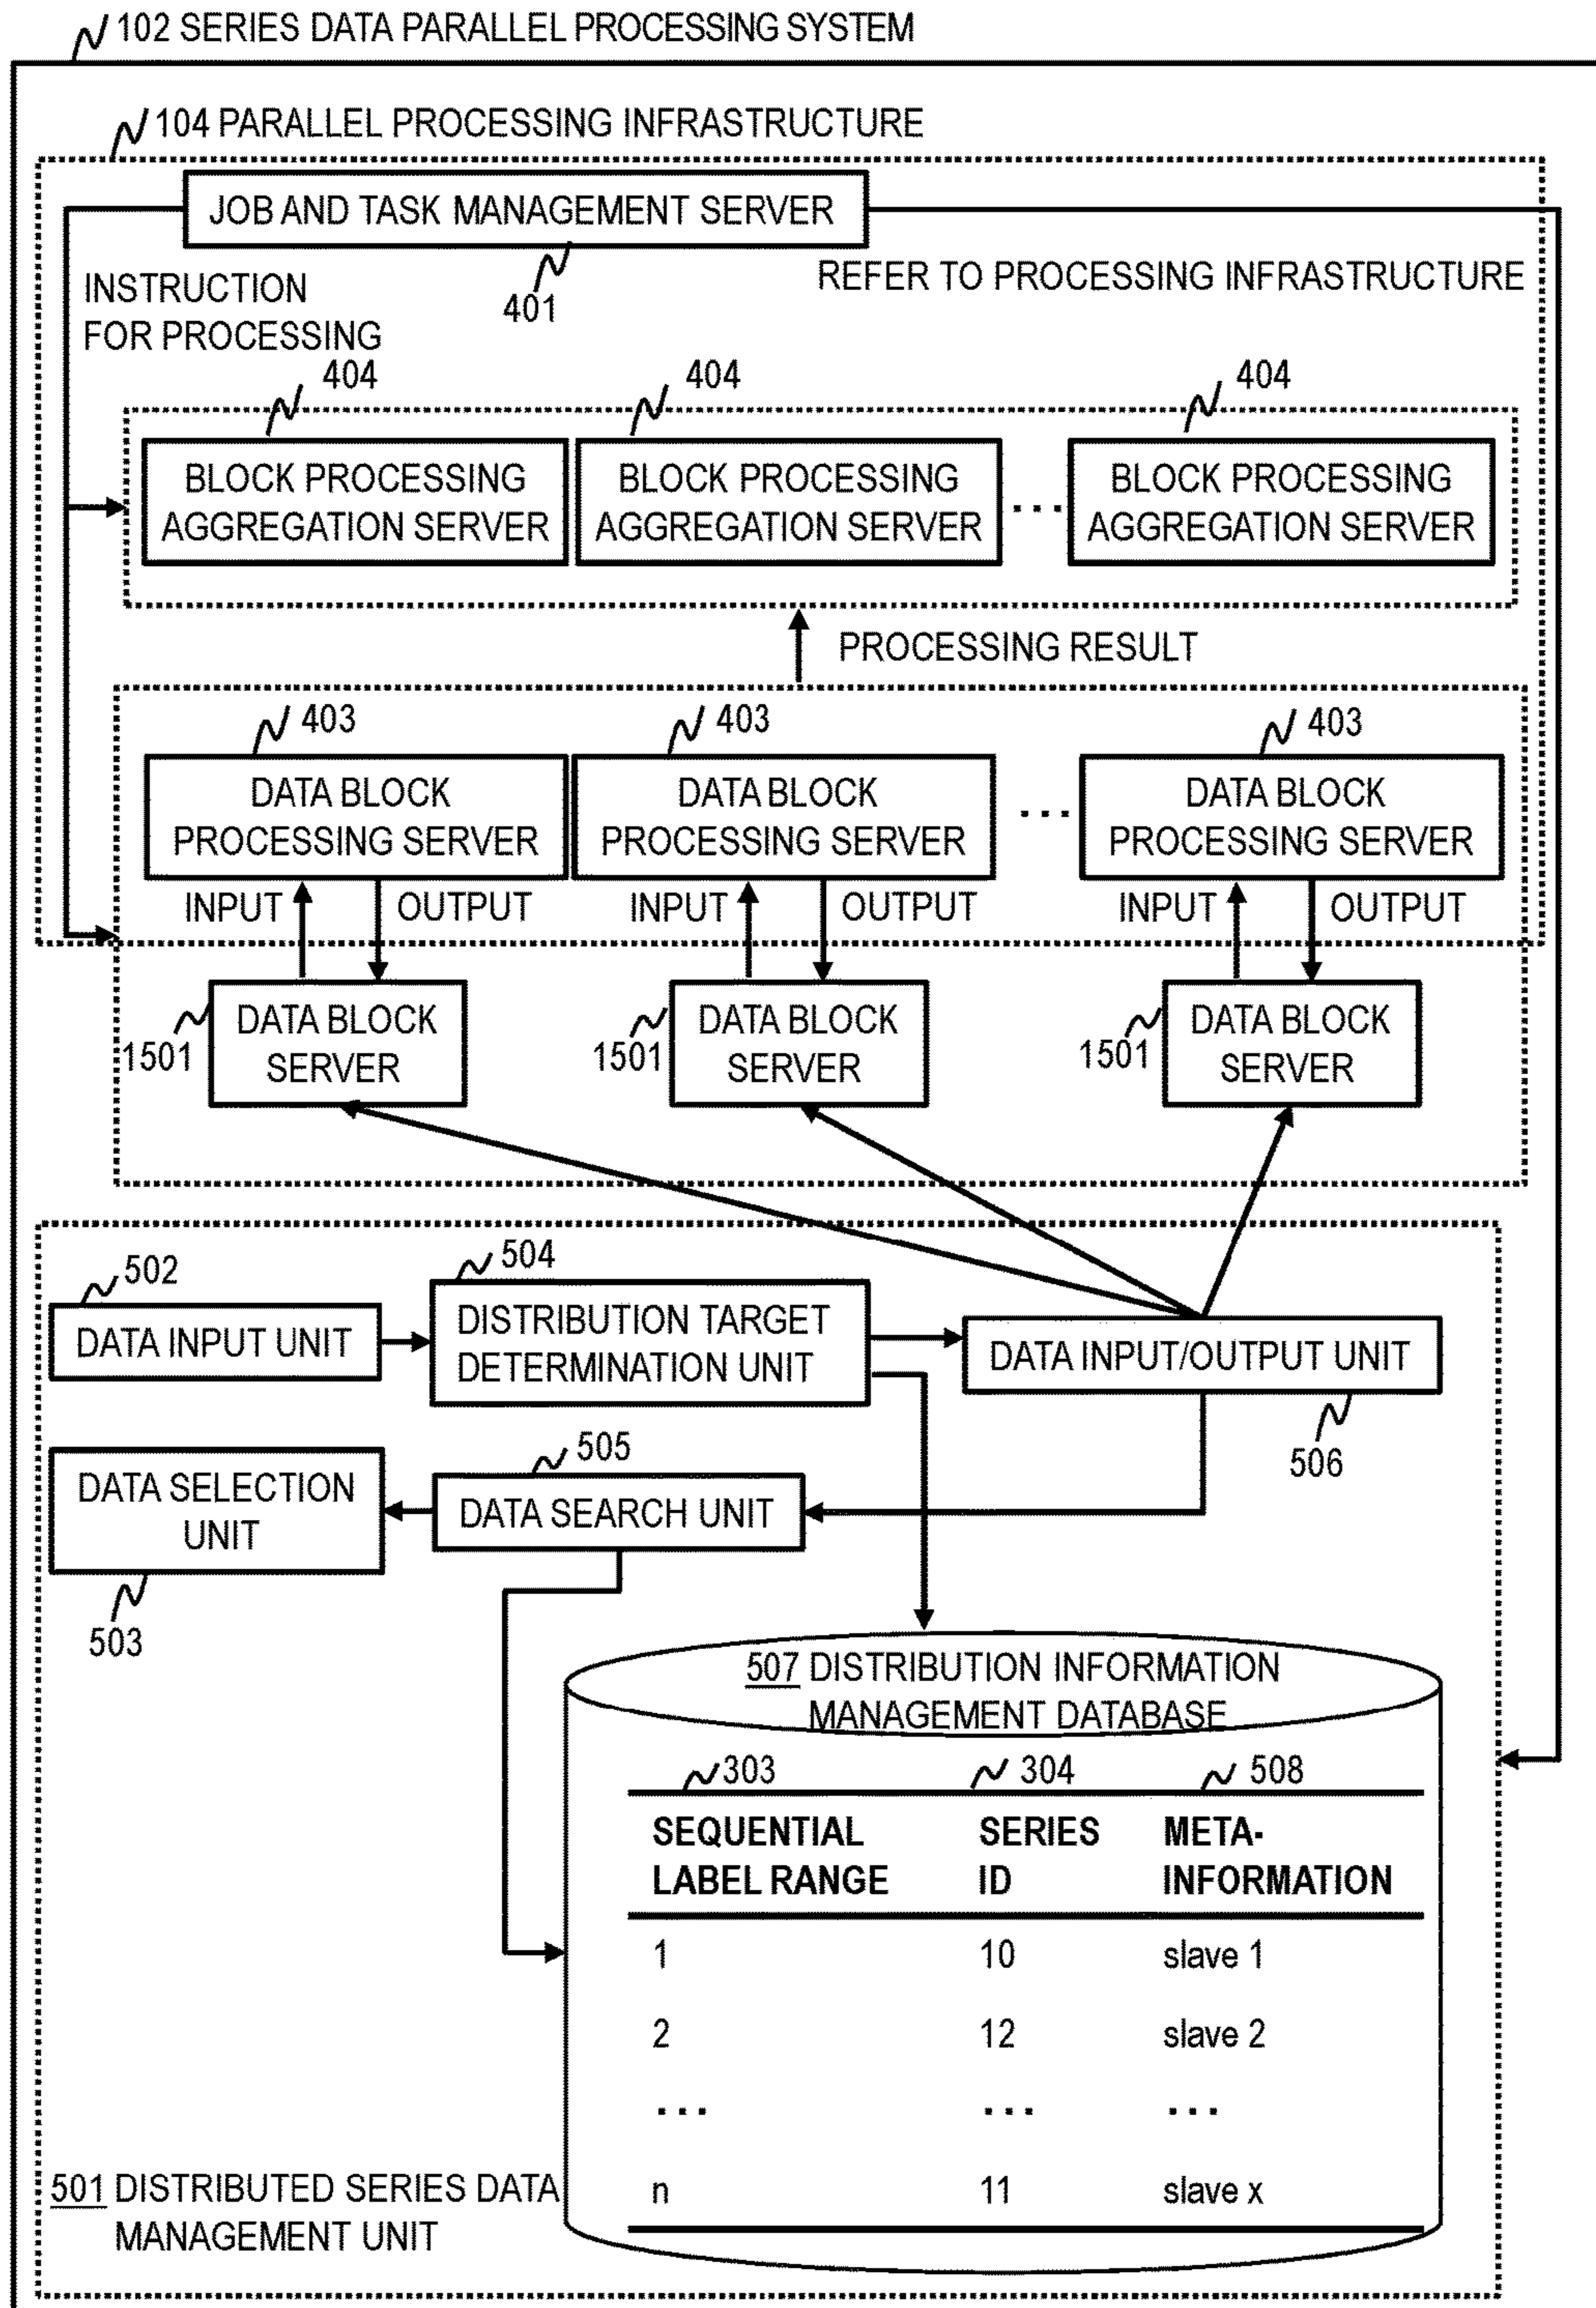 102 SERIES DATA PARALLEL PROCESSING SYSTEM
104 PARALLEL PROCESSING INFRASTRUCTURE
JOB AND TASK MANAGEMENT SERVER
401
INSTRUCTION
FOR PROCESSING
REFER TO PROCESSING INFRASTRUCTURE
404 404 404
BLOCK PROCESSING
AGGREGATION SERVER
BLOCK PROCESSING
AGGREGATION SERVER
...
BLOCK PROCESSING
AGGREGATION SERVER
PROCESSING RESULT
403 403 403
DATA BLOCK
PROCESSING SERVER
DATA BLOCK
PROCESSING SERVER
...
DATA BLOCK
PROCESSING SERVER
INPUT OUTPUT INPUT OUTPUT INPUT OUTPUT
1501
DATA BLOCK
SERVER
1501
DATA BLOCK
SERVER
1501
DATA BLOCK
SERVER
502
DATA INPUT UNIT
504
DISTRIBUTION TARGET
DETERMINATION UNIT
DATA INPUT/OUTPUT UNIT
506
DATA SELECTION
UNIT
503
505
DATA SEARCH UNIT
507 DISTRIBUTION INFORMATION
MANAGEMENT DATABASE
303 304 508
SEQUENTIAL
LABEL RANGE
SERIES
ID
META-
INFORMATION
1 10 slave 1
2 12 slave 2
... ... ...
n 11 slave x
501 DISTRIBUTED SERIES DATA
MANAGEMENT UNIT